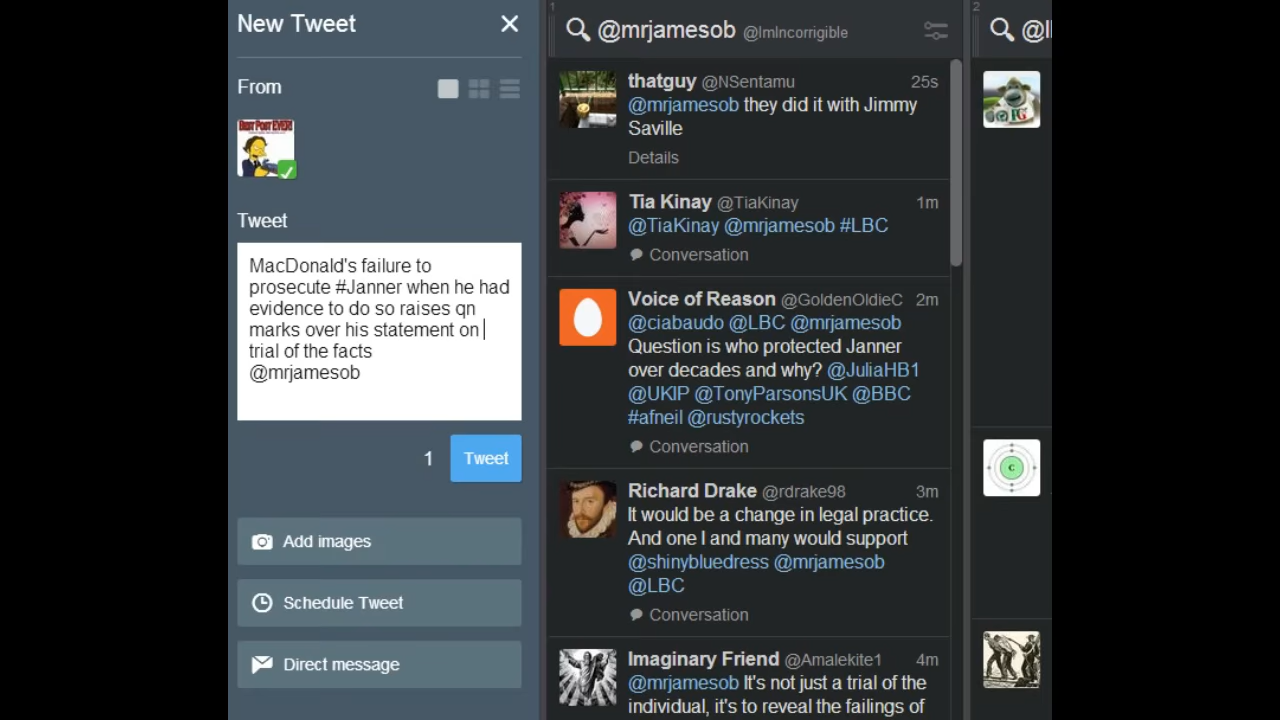 New Tweet
From
BEST POST EVER!
Tweet
MacDonald's failure to
prosecute #Janner when he had
evidence to do so raises qn
marks over his statement on
trial of the facts
@mrjamesob
1 Tweet
Add images
Schedule Tweet
Direct message
1
@mrjamesob @ImIncorrigible
thatguy @NSentamu 25s
@mrjamesob they did it with Jimmy
Saville
Details
Tia Kinay @TiaKinay 1m
@TiaKinay @mrjamesob #LBC
Conversation
Voice of Reason @GoldenOldieC 2m
@ciabaudo @LBC @mrjamesob
Question is who protected Janner
over decades and why? @JuliaHB1
@UKIP @TonyParsonsUK @BBC
#afneil @rustyrockets
Conversation
Richard Drake @rdrake98 3m
It would be a change in legal practice.
And one I and many would support
@shinybluedress @mrjamesob
@LBC
Conversation
Imaginary Friend @Amalekite1 4m
@mrjamesob It's not just a trial of the
individual, it's to reveal the failings of
2
PG
C